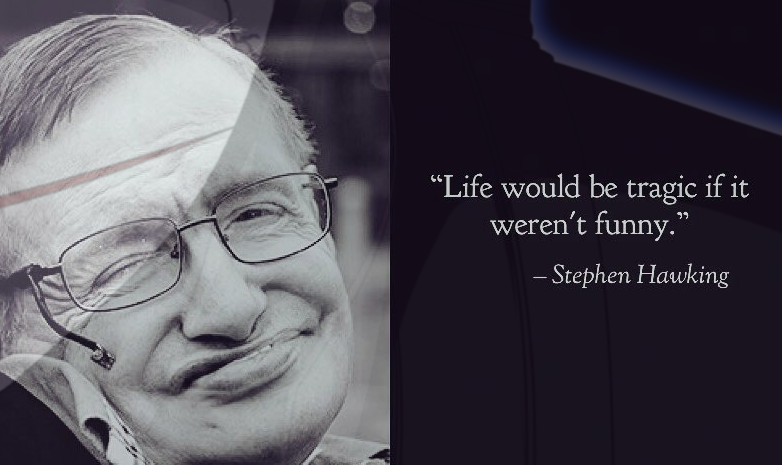 “Life would be tragic if it
weren't funny.”
– Stephen Hawking